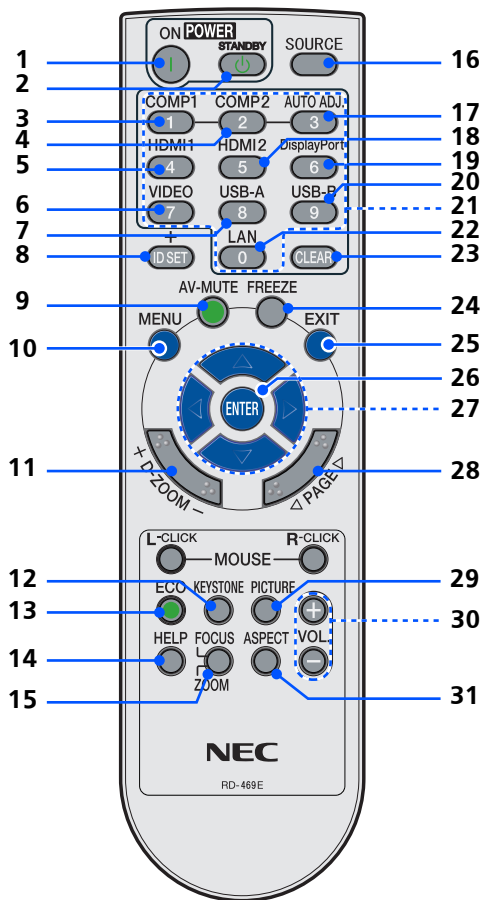 ON POWER
STANDBY
SOURCE
1
2
16
COMP1 COMP2 AUTO ADJ.
3
1 2 3
17
4
18
HDMI1 HDMI2 DisplayPort
5
4 5 6
19
VIDEO USB-A USB-B
20
6
7 8 9
21
7
LAN
22
+
8
ID SET
0
CLEAR
23
AV-MUTE FREEZE
9
24
MENU EXIT
10
25
26
ENTER
27
11
+ D-ZOOM −
◁ PAGE ▷
28
L-CLICK R-CLICK
MOUSE
12
ECO KEYSTONE PICTURE
29
13
+
30
HELP FOCUS ASPECT VOL.
14
−
31
15
ZOOM
NEC
RD-469E